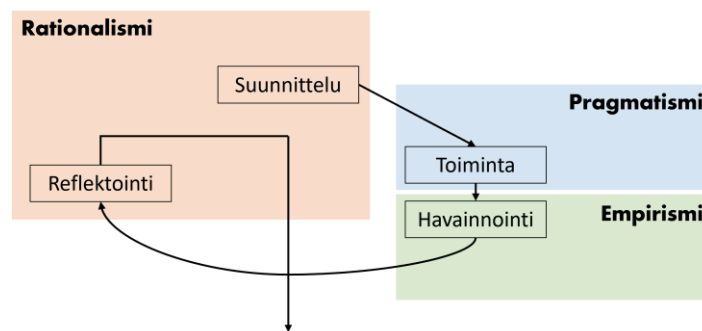 Rationalismi
Suunnittelu
Pragmatismi
Toiminta
Reflektointi
Havainnointi
Empirismi